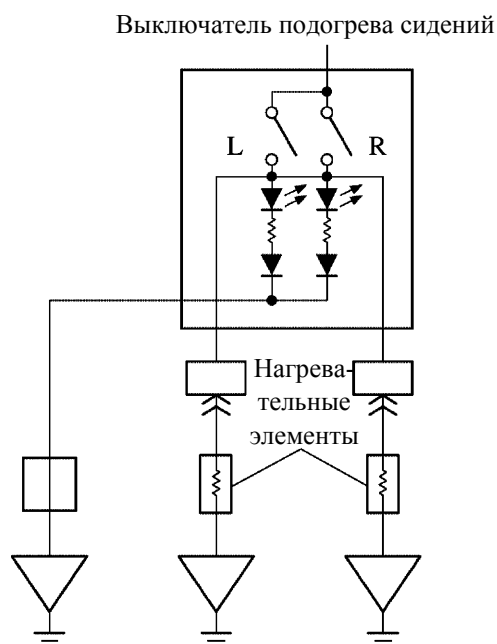 Выключатель подогрева сидений
L R
Нагрева-
тельные
элементы